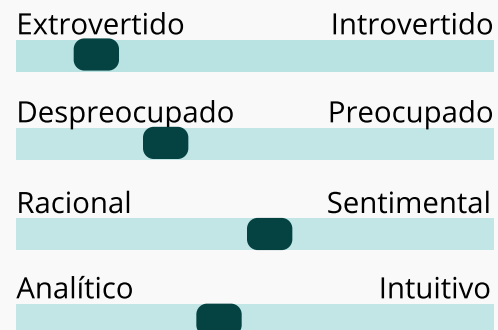 Extrovertido Introvertido
Despreocupado Preocupado
Racional Sentimental
Analítico Intuitivo